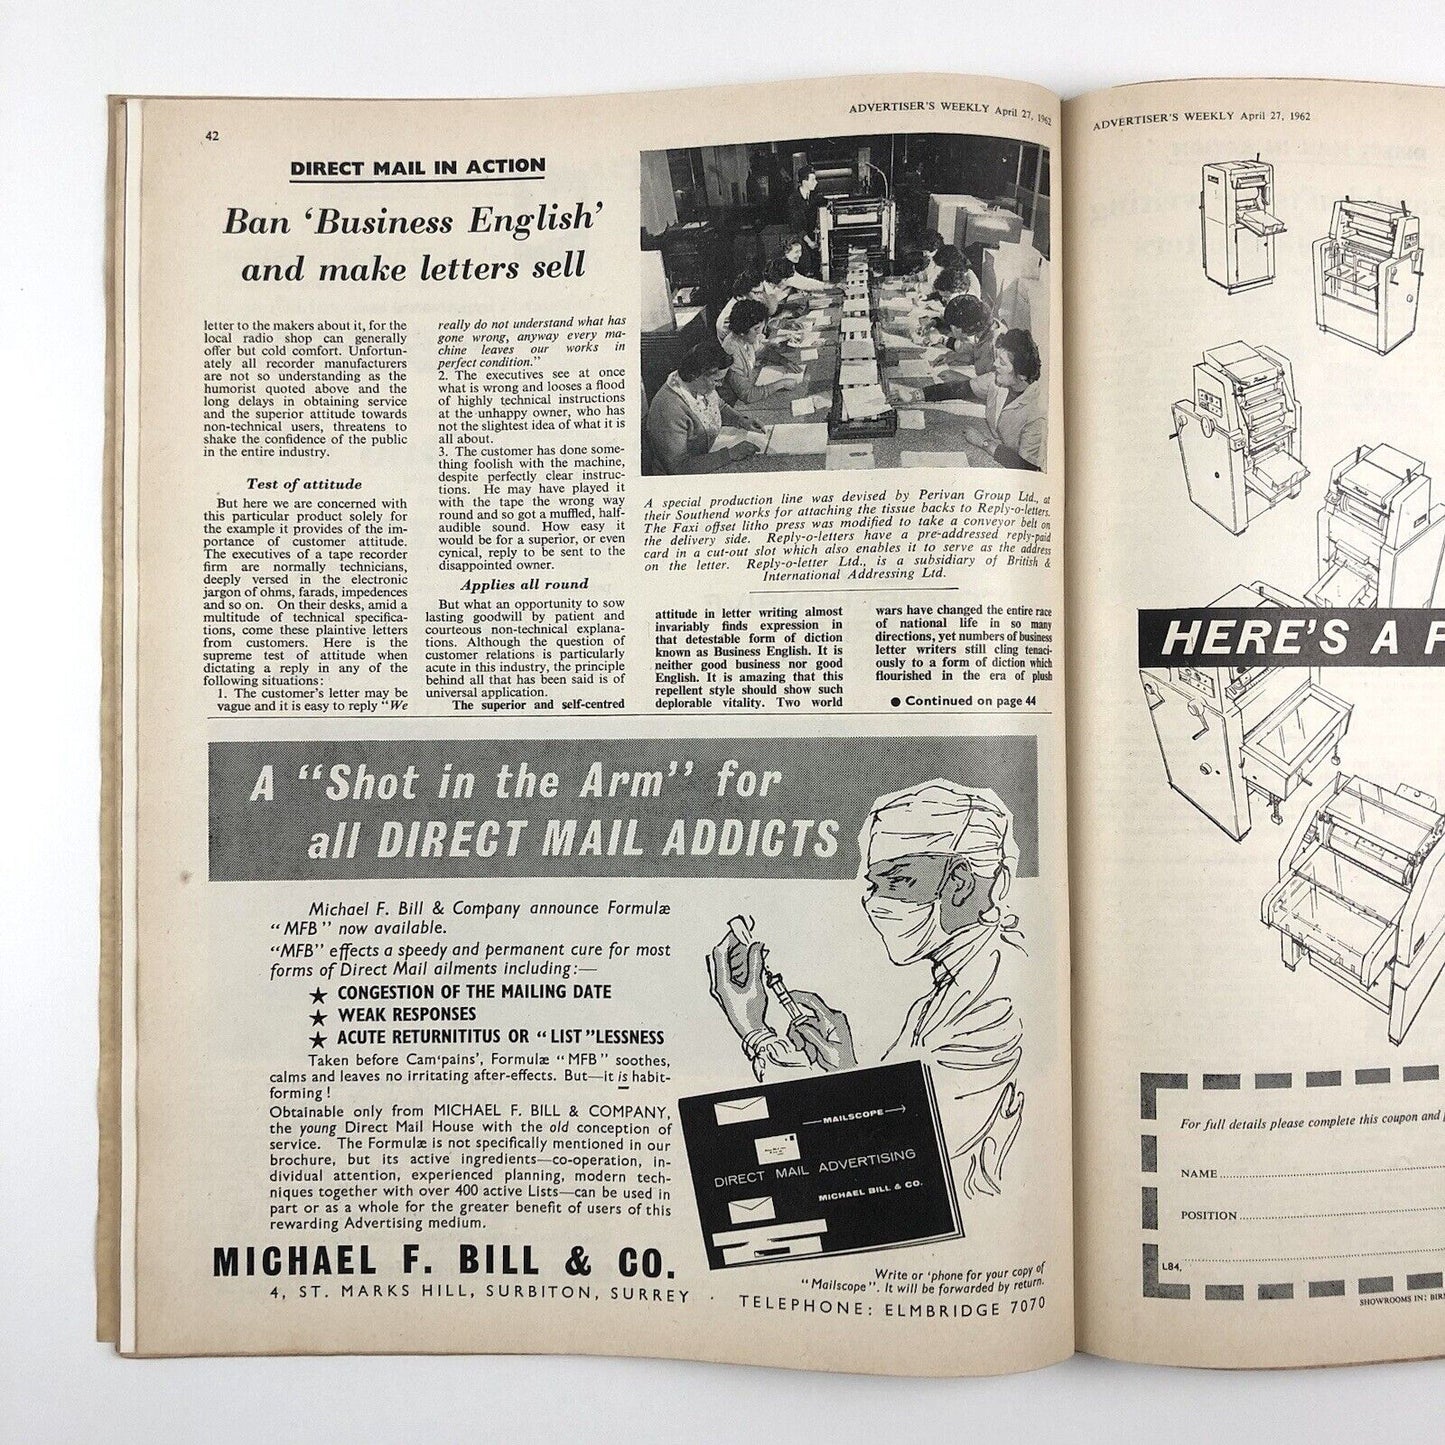 42
ADVERTISER'S WEEKLY April 27, 1962
DIRECT MAIL IN ACTION
Ban 'Business English'
and make letters sell
letter to the makers about it, for the
local radio shop can generally
offer but cold comfort. Unfortun-
ately all recorder manufacturers
are not so understanding as the
humorist quoted above and the
long delays in obtaining service
and the superior attitude towards
non-technical users, threatens to
shake the confidence of the public
in the entire industry.
Test of attitude
But here we are concerned with
this particular product solely for
the example it provides of the im-
portance of customer attitude.
The executives of a tape recorder
firm are normally technicians,
deeply versed in the electronic
jargon of ohms, farads, impedences
and so on. On their desks, amid a
multitude of technical specifica-
tions, come these plaintive letters
from customers. Here is the
supreme test of attitude when
dictating a reply in any of the
following situations:
1. The customer's letter may be
vague and it is easy to reply "We
really do not understand what has
gone wrong, anyway every ma-
chine leaves our works in
perfect condition."
2. The executives see at once
what is wrong and looses a flood
of highly technical instructions
at the unhappy owner, who has
not the slightest idea of what it is
all about.
3. The customer has done some-
thing foolish with the machine,
despite perfectly clear instruc-
tions. He may have played it
with the tape the wrong way
round and so got a muffled, half-
audible sound. How easy it
would be for a superior, or even
cynical, reply to be sent to the
disappointed owner.
Applies all round
But what an opportunity to sow
lasting goodwill by patient and
courteous non-technical explana-
tions. Although the question of
customer relations is particularly
acute in this industry, the principle
behind all that has been said is of
universal application.
The superior and self-centred
A special production line was devised by Perivan Group Ltd., at
their Southend works for attaching the tissue backs to Reply-o-letters.
The Faxi offset litho press was modified to take a conveyor belt on
the delivery side. Reply-o-letters have a pre-addressed reply-paid
card in a cut-out slot which also enables it to serve as the address
on the letter. Reply-o-letter Ltd., is a subsidiary of British &
International Addressing Ltd.
attitude in letter writing almost
invariably finds expression in
that detestable form of diction
known as Business English. It is
neither good business nor good
English. It is amazing that this
repellent style should show such
deplorable vitality. Two world
wars have changed the entire race
of national life in so many
directions, yet numbers of business
letter writers still cling tenaci-
ously to a form of diction which
flourished in the era of plush
● Continued on page 44
A "Shot in the Arm" for
all DIRECT MAIL ADDICTS
Michael F. Bill & Company announce Formulæ
"MFB" now available.
"MFB" effects a speedy and permanent cure for most
forms of Direct Mail ailments including:—
★ CONGESTION OF THE MAILING DATE
★ WEAK RESPONSES
★ ACUTE RETURNITITUS OR "LIST"LESSNESS
Taken before Cam'pains', Formulæ "MFB" soothes,
calms and leaves no irritating after-effects. But—it is habit-
forming!
Obtainable only from MICHAEL F. BILL & COMPANY,
the young Direct Mail House with the old conception of
service. The Formulæ is not specifically mentioned in our
brochure, but its active ingredients—co-operation, in-
dividual attention, experienced planning, modern tech-
niques together with over 400 active Lists—can be used in
part or as a whole for the greater benefit of users of this
rewarding Advertising medium.
MAILSCOPE
DIRECT MAIL ADVERTISING
MICHAEL BILL & CO.
MICHAEL F. BILL & CO.
Write or 'phone for your copy of
"Mailscope". It will be forwarded by return.
4, ST. MARKS HILL, SURBITON, SURREY . TELEPHONE: ELMBRIDGE 7070
ADVERTISER'S WEEKLY April 27, 1962
HERE'S A F
For full details please complete this coupon and
NAME
POSITION
LB4.
SHOWROOMS IN: BIR